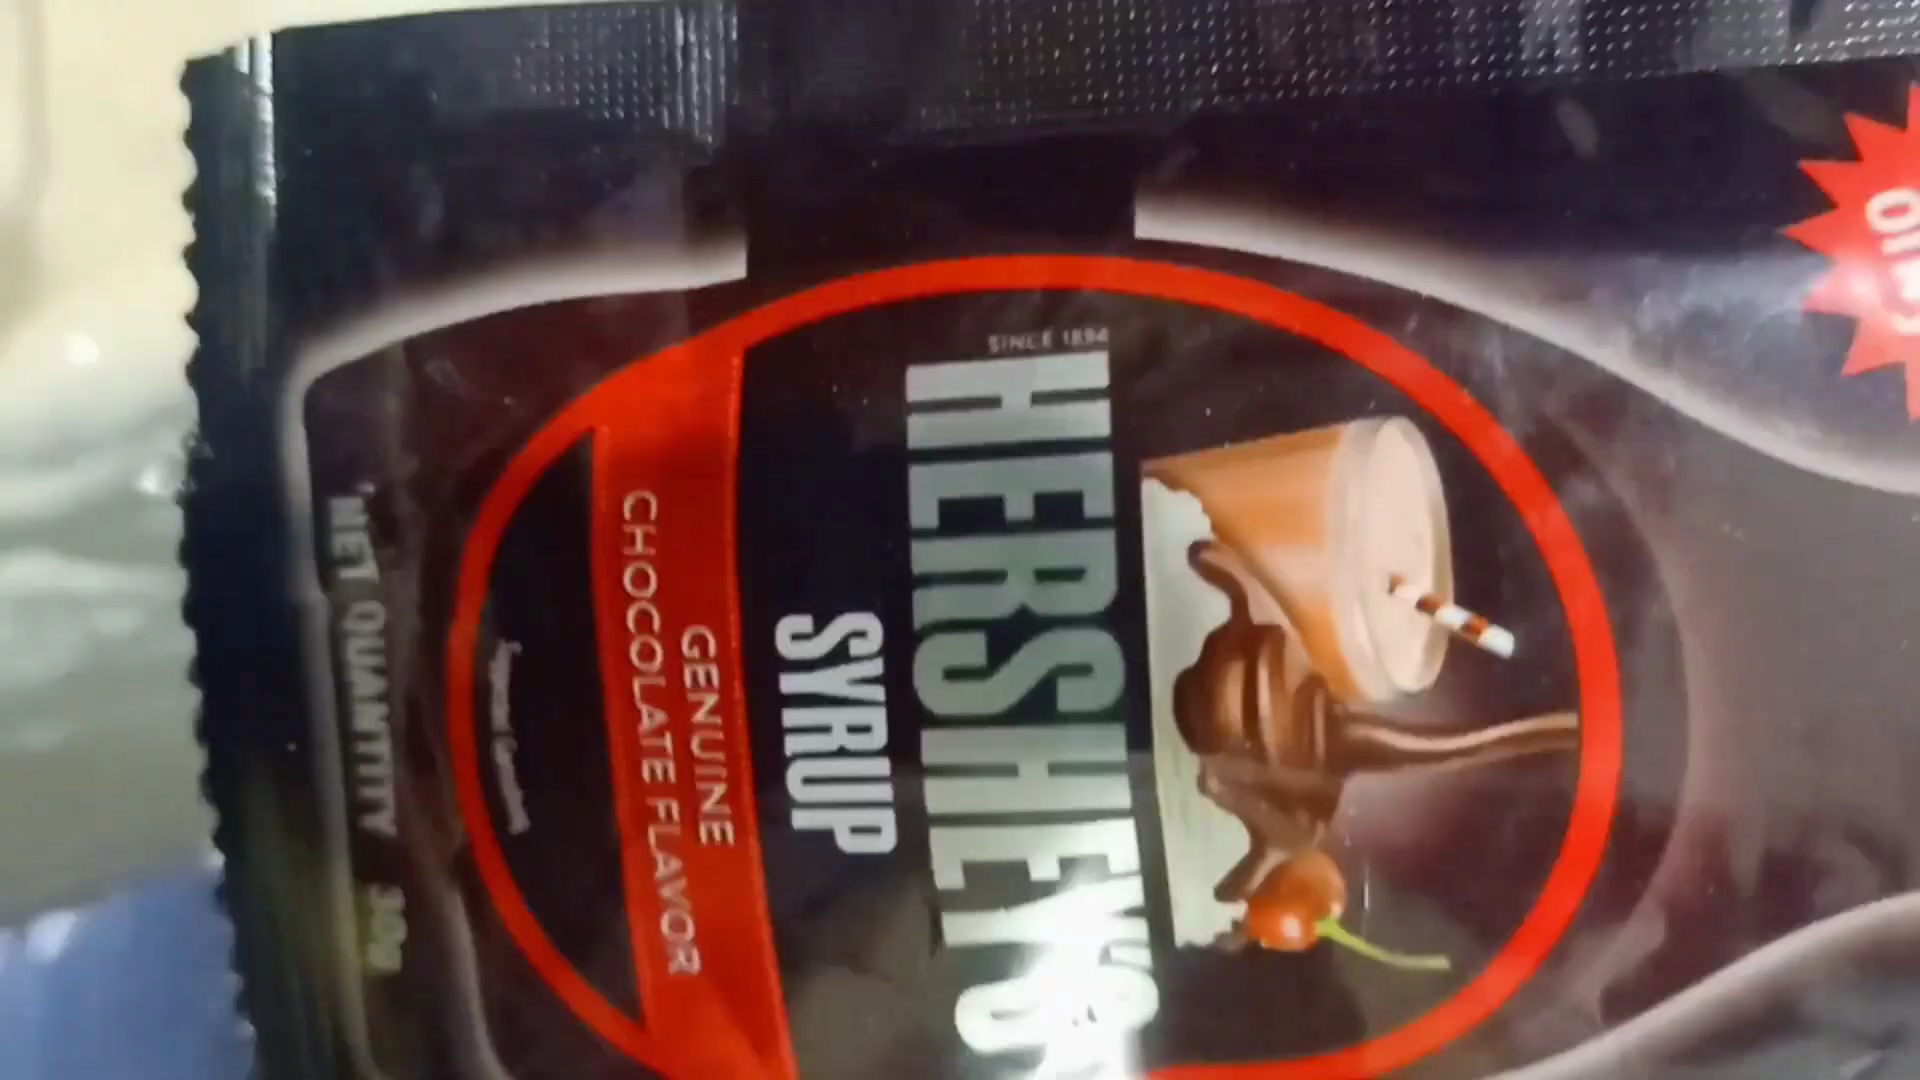 SINCE 1894
HERSHEY'S
SYRUP
GENUINE
CHOCOLATE FLAVOR
NET QUANTITY